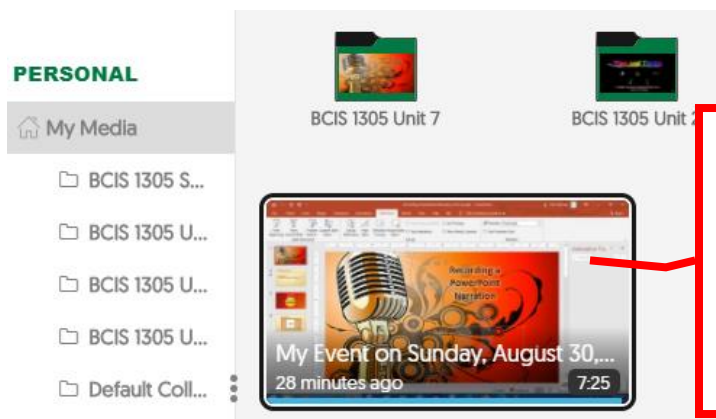 PERSONAL
My Media
BCIS 1305 S...
BCIS 1305 U...
BCIS 1305 U...
BCIS 1305 U...
Default Coll...
BCIS 1305 Unit 7
BCIS 1305 Unit 2
Recording a
PowerPoint
Narration
My Event on Sunday, August 30,...
28 minutes ago
7:25